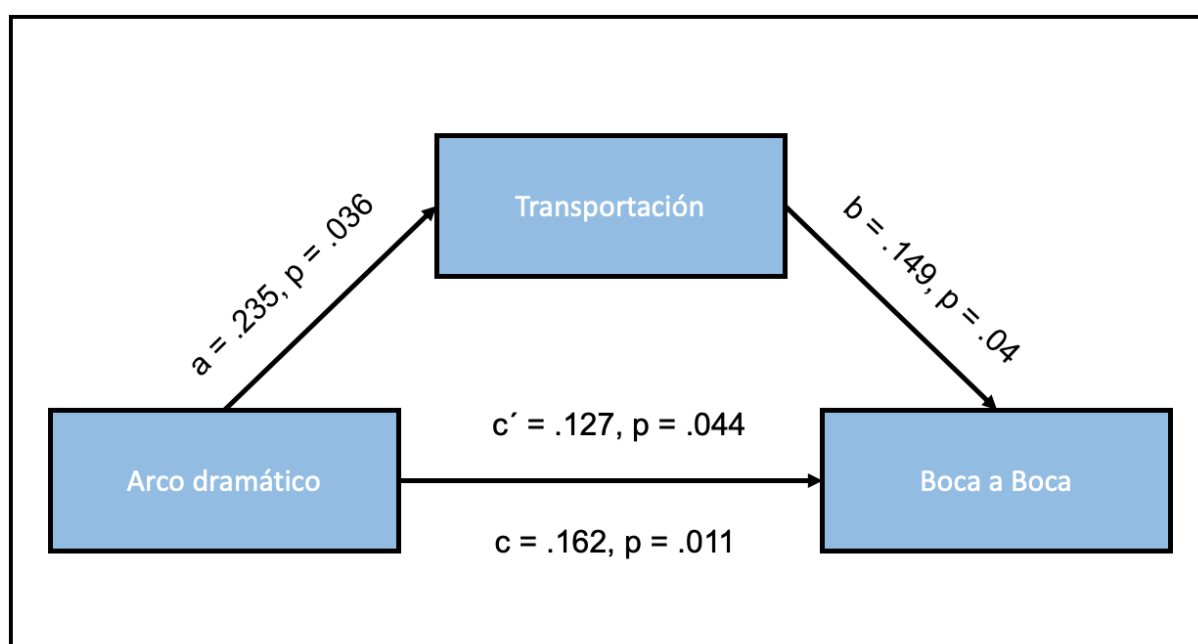 Transportación
a = .235, p = .036
b = .149, p = .04
c´ = .127, p = .044
Arco dramático
Boca a Boca
c = .162, p = .011